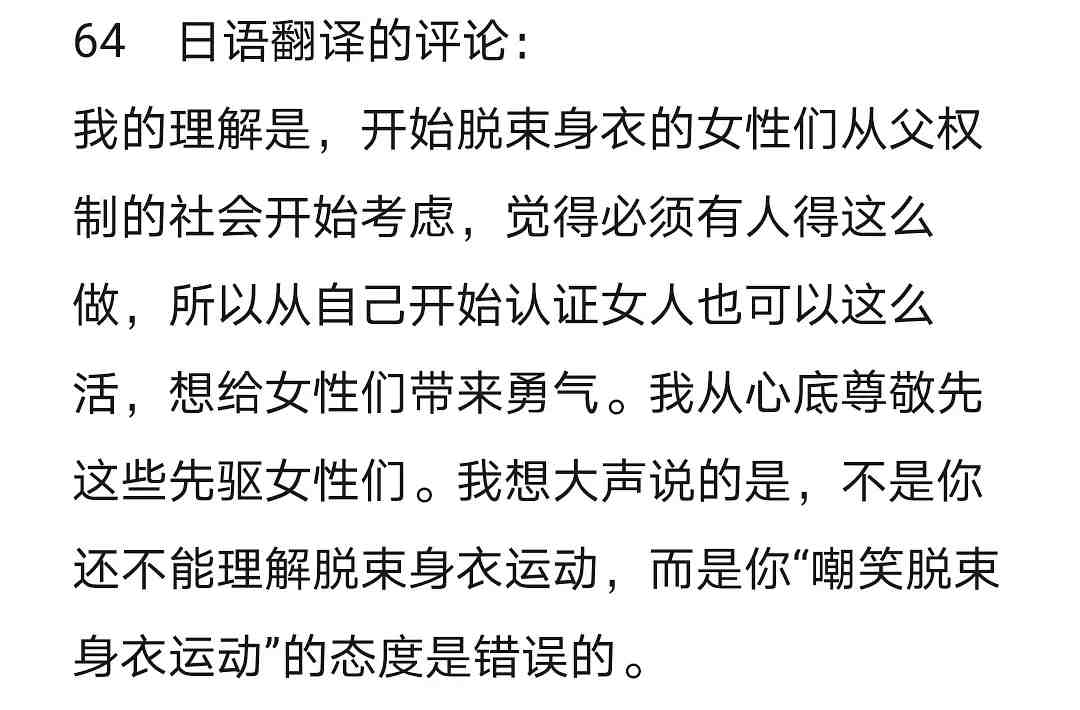 64 日语翻译的评论：
我的理解是，开始脱束身衣的女性们从父权
制的社会开始考虑，觉得必须有人得这么
做，所以从自己开始认证女人也可以这么
活，想给女性们带来勇气。我从心底尊敬先
这些先驱女性们。我想大声说的是，不是你
还不能理解脱束身衣运动，而是你“嘲笑脱束
身衣运动”的态度是错误的。